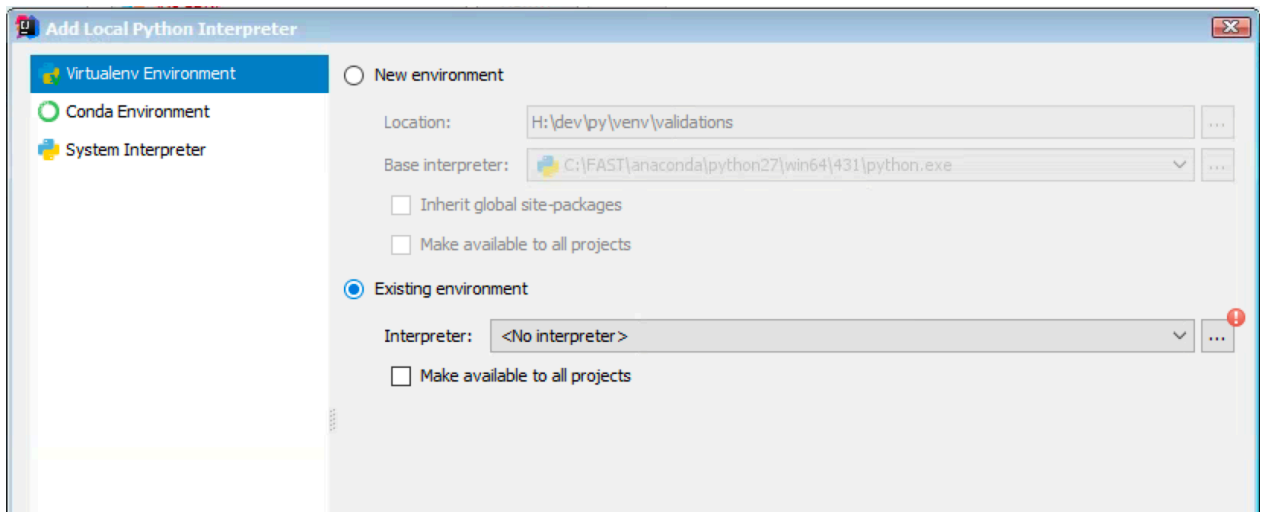 Add Local Python Interpreter
Virtualenv Environment
Conda Environment
System Interpreter
New environment
Location: H:\dev\py\venv\validations ...
Base interpreter: C:\FAST\anaconda\python27\win64\431\python.exe ...
Inherit global site-packages
Make available to all projects
Existing environment
Interpreter: <No interpreter> ...
Make available to all projects